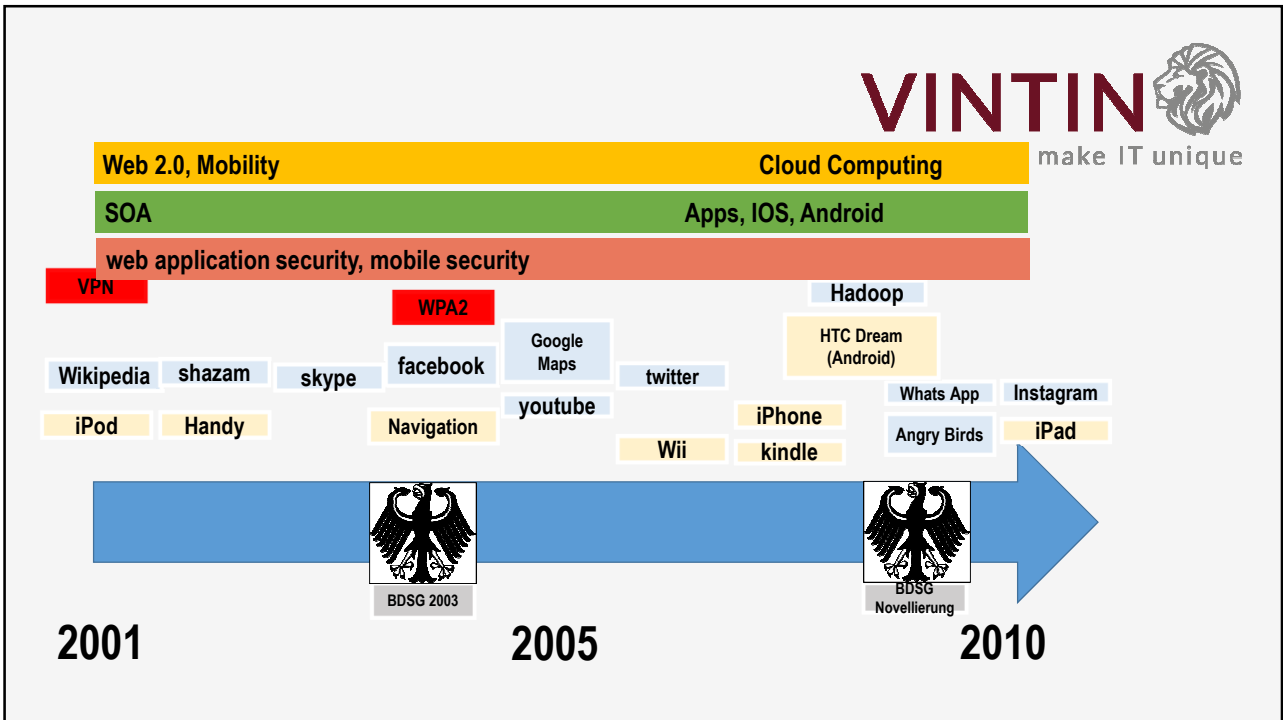 VINTIN
make IT unique
Web 2.0, Mobility Cloud Computing
SOA Apps, IOS, Android
web application security, mobile security
VPN
WPA2
Hadoop
HTC Dream
(Android)
Google
Maps
facebook
Wikipedia
shazam
skype
twitter
Whats App
Instagram
youtube
iPod
Handy
Navigation
iPhone
Angry Birds
iPad
Wii
kindle
BDSG 2003
BDSG
Novellierung
2001
2005
2010